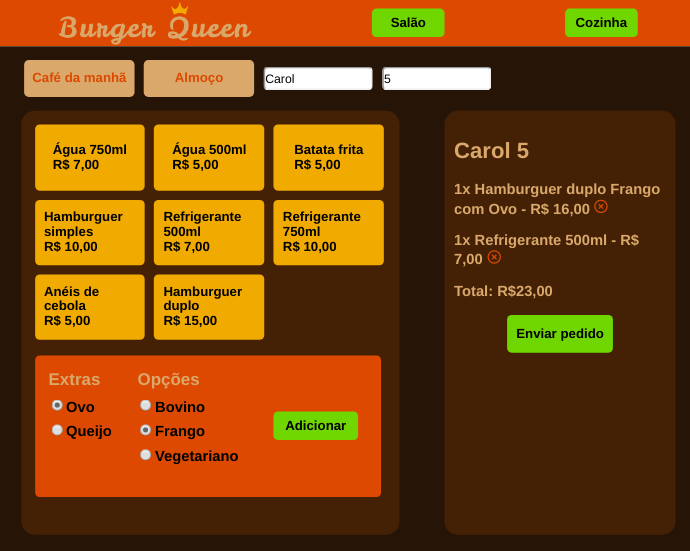 Burger Queen
Salão
Cozinha
Café da manhã
Almoço
Carol
5
Água 750ml
R$ 7,00
Água 500ml
R$ 5,00
Batata frita
R$ 5,00
Hamburguer
simples
R$ 10,00
Refrigerante
500ml
R$ 7,00
Refrigerante
750ml
R$ 10,00
Anéis de
cebola
R$ 5,00
Hamburguer
duplo
R$ 15,00
Extras
Ovo
Queijo
Opções
Bovino
Frango
Vegetariano
Adicionar
Carol 5
1x Hamburguer duplo Frango
com Ovo - R$ 16,00
1x Refrigerante 500ml - R$
7,00
Total: R$23,00
Enviar pedido